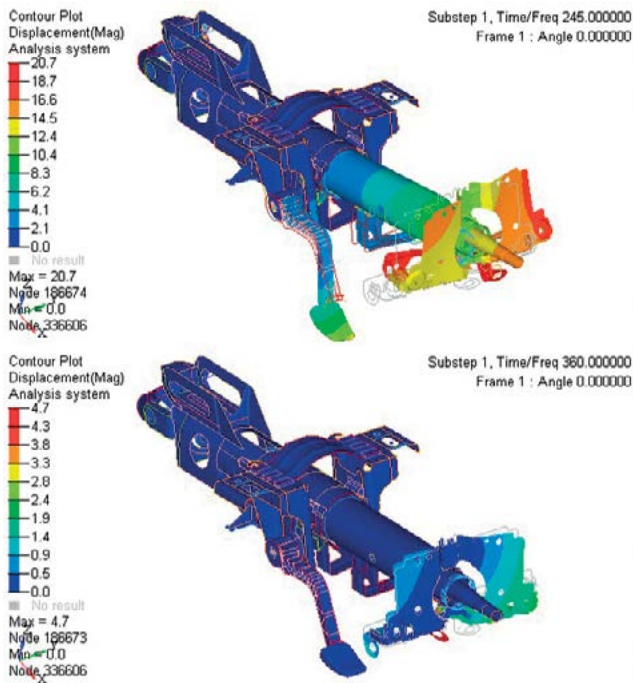 Contour Plot
Displacement(Mag)
Analysis system
20.7
18.7
16.6
14.5
12.4
10.4
8.3
6.2
4.1
2.1
0.0
No result
Max = 20.7
Node 186674
Min = 0.0
Node 336606
Z
Y
X
Substep 1, Time/Freq 245.000000
Frame 1 : Angle 0.000000
Contour Plot
Displacement(Mag)
Analysis system
4.7
4.3
3.8
3.3
2.8
2.4
1.9
1.4
0.9
0.5
0.0
No result
Max = 4.7
Node 186673
Min = 0.0
Node 336606
X
Substep 1, Time/Freq 360.000000
Frame 1 : Angle 0.000000